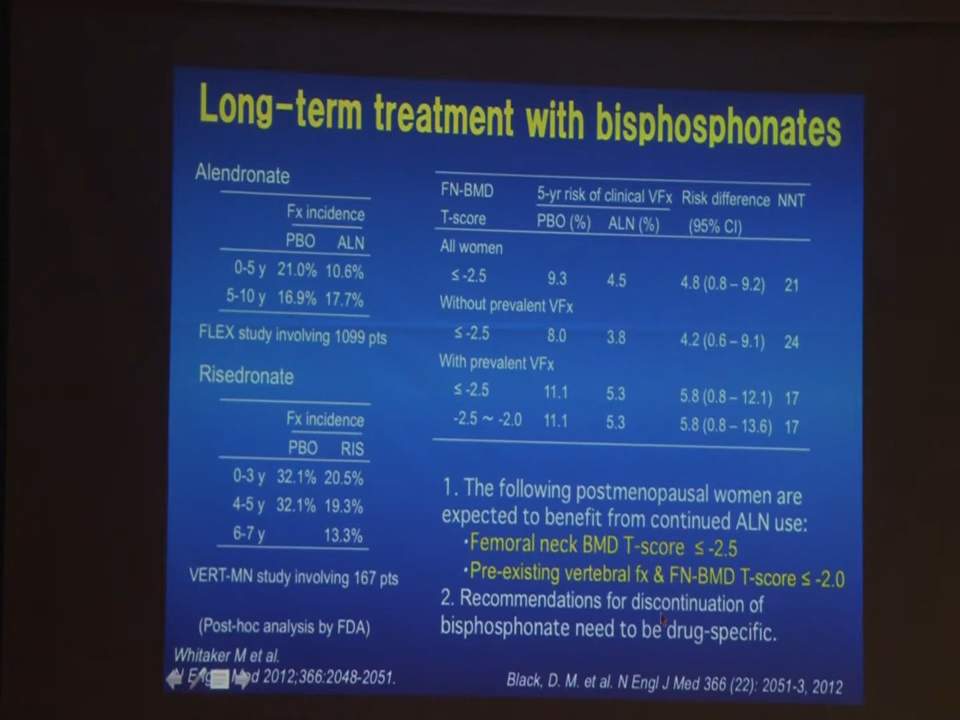 Long-term treatment with bisphosphonates
Alendronate
Fx incidence
PBO ALN
0-5 y 21.0% 10.6%
5-10 y 16.9% 17.7%
FLEX study involving 1099 pts
Risedronate
Fx incidence
PBO RIS
0-3 y 32.1% 20.5%
4-5 y 32.1% 19.3%
6-7 y 13.3%
VERT-MN study involving 167 pts
(Post-hoc analysis by FDA)
Whitaker M et al.
Med 2012;366:2048-2051.
FN-BMD 5-yr risk of clinical VFx Risk difference NNT
T-score PBO (%) ALN (%) (95% CI)
All women
≤ -2.5 9.3 4.5 4.8 (0.8 – 9.2) 21
Without prevalent VFx
≤ -2.5 8.0 3.8 4.2 (0.6 – 9.1) 24
With prevalent VFx
≤ -2.5 11.1 5.3 5.8 (0.8 – 12.1) 17
-2.5 ~ -2.0 11.1 5.3 5.8 (0.8 – 13.6) 17
1. The following postmenopausal women are
expected to benefit from continued ALN use:
・Femoral neck BMD T-score ≤ -2.5
・Pre-existing vertebral fx & FN-BMD T-score ≤ -2.0
2. Recommendations for discontinuation of
bisphosphonate need to be drug-specific.
Black, D. M. et al. N Engl J Med 366 (22): 2051-3, 2012